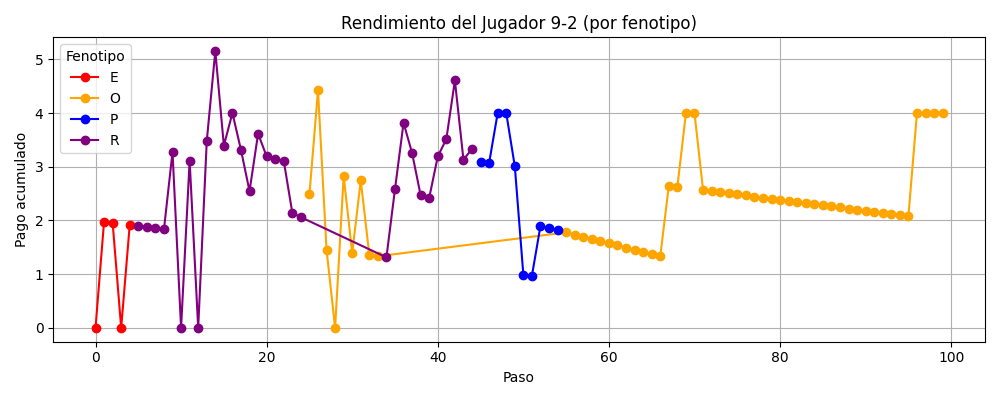 Rendimiento del Jugador 9-2 (por fenotipo)
Fenotipo
E
O
P
R
Pago acumulado
5
4
3
2
1
0
0 20 40 60 80 100
Paso